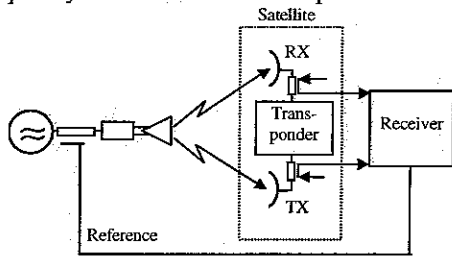 Satellite
RX
Trans-
ponder
Receiver
TX
Reference